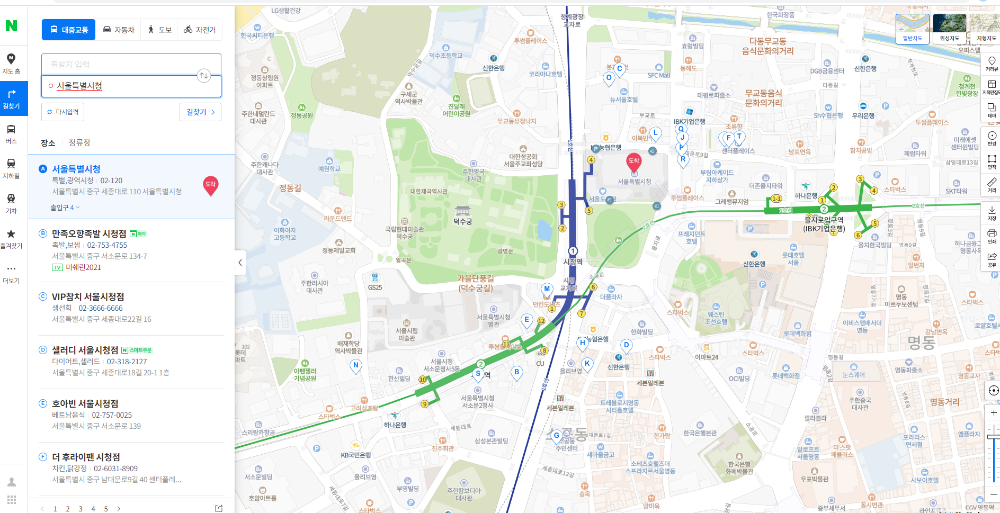 N
지도 홈
길찾기
버스
지하철
기차
즐겨찾기
더보기
대중교통
자동차
도보
자전거
출발지 입력
서울특별시청
다시입력
길찾기
장소
정류장
A 서울특별시청
특별,광역시청 02-120
서울특별시 중구 세종대로 110 서울특별시청
출입구 4
도착
B 만족오향족발 시청점 N 예약
족발,보쌈 02-753-4755
서울특별시 중구 서소문로 134-7
TV 미쉐린2021
C VIP참치 서울시청점
생선회 02-3666-6666
서울특별시 중구 세종대로22길 16
D 샐러디 서울시청점 N 스마트주문
다이어트,샐러드 02-318-2127
서울특별시 중구 세종대로18길 20-1 1층
E 호아빈 서울시청점
베트남음식 02-757-0025
서울특별시 중구 서소문로 139
F 더 후라이팬 시청점
치킨,닭강정 02-6031-8909
서울특별시 중구 남대문로9길 40 센터플레...
1 2 3 4 5
LG생활건강
청계광장
교차로
한국화장품
한국씨티은행
투썸플레이스
덕수초등학교
효령빌딩
다동무교동
음식문화의거리
오피스텔
신한은행
덕수궁길
코리아나호텔
동해도
SFC Mall
DGB금융센터
신한은행
정동상림원
아파트
구세군
역사박물관
뉴서울호텔
태평로파출소
다동길
청계천로
청계천
한빛광장
무교동음식
문화의거리
주한네덜란드
대사관
정동공원
진달래
어린이공원
무교동유정낙지
무교로
IBK기업은행
초류향
Sh수협은행
우리은행
투썸플레이스
이북만두
농협은행
센터플레이스
남포면옥
참치공방
미래에셋
센터원빌딩
페럼타워
삼일대로13길
주한캐나다
대사관
예원학교
주한영국
대사관
대한성공회
서울주교좌성당
도착
서울특별시청
부림아케이드
지하상가
더존을지타워
하나은행
스타벅스
SKT타워
정동길
대한제국역사관
투썸플레이스
그레뱅뮤지엄
1호선
2호선
2호선
2호선
라운드앤드
덕수궁
을지로입구역
(IBK기업은행)
이화여자
고등학교
국립현대미술관
덕수궁
프레지던트
호텔
을지로
을지한국빌딩
명동3길
명동9길
명동9길
정동제일교회
광명문
월곡문
시청역
신한은행
롯데호텔
서울
일번지
주한러시아
대사관
GS25
가을단풍길
(덕수궁길)
시청
교차로
소공로
더플라자
명동
아르누보센텀
스타벅스
던킨도너츠
서울특별시청
별관
서울시립
미술관
스타벅스
웨스틴
조선호텔
이비스앰배서더
명동
로얄호텔서
한화빌딩
롯데백화점
강남면옥
배재학당
역사박물관
농협은행
명동
이마트24
스타벅스
스타벅스
스타벅스
서울시청
서소문청사5동
CU
올리브영
신한은행
명동길
명동파출소
아펜젤러
기념공원
한산빌딩
세븐일레븐
OCI빌딩
롯데백화점
눈스퀘어
명동교자
서울특별시청
서소문2청사
1호선
주한중국
대사관
명동거리
고려삼계탕
스타벅스
세븐일레븐
트레블로지명동
시티호텔
랄라블라
하나은행
세종대로
스리랑카항공
삼성본관빌딩
소공동
주민센터
한가람
한국은행본관
소공로
포라리스
면세점
엠플라자
KB국민은행
진주회관
새마을금고
알로프트
서울명동
더 스팟
패뷸러스
서소문빌딩
올리브영
소테츠호텔즈더
스프라지르서울명동
한국은행
화폐박물관
세종대로12길
우표박물관
사보이호텔
세종대로7길
부영빌딩
주한캄보디아
대사관
호암아트홀
송옥
스타벅스
양미옥
중부세무서
꽁시면관
CGV 명동역
일반지도
위성지도
지형지도
거리뷰
지적편집도
테마
반경
면적
거리
저장
인쇄
공유